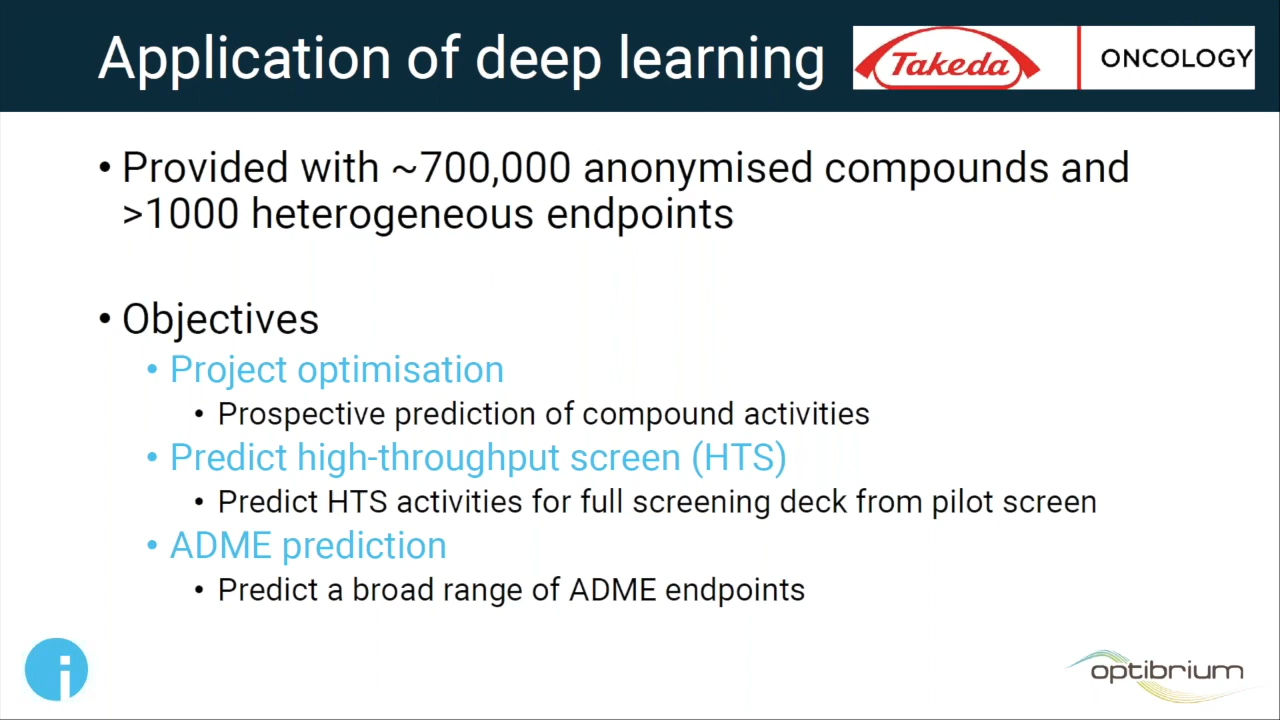 Application of deep learning
Takeda
ONCOLOGY
• Provided with ~700,000 anonymised compounds and
>1000 heterogeneous endpoints
• Objectives
• Project optimisation
• Prospective prediction of compound activities
• Predict high-throughput screen (HTS)
• Predict HTS activities for full screening deck from pilot screen
• ADME prediction
• Predict a broad range of ADME endpoints
i
optibrium